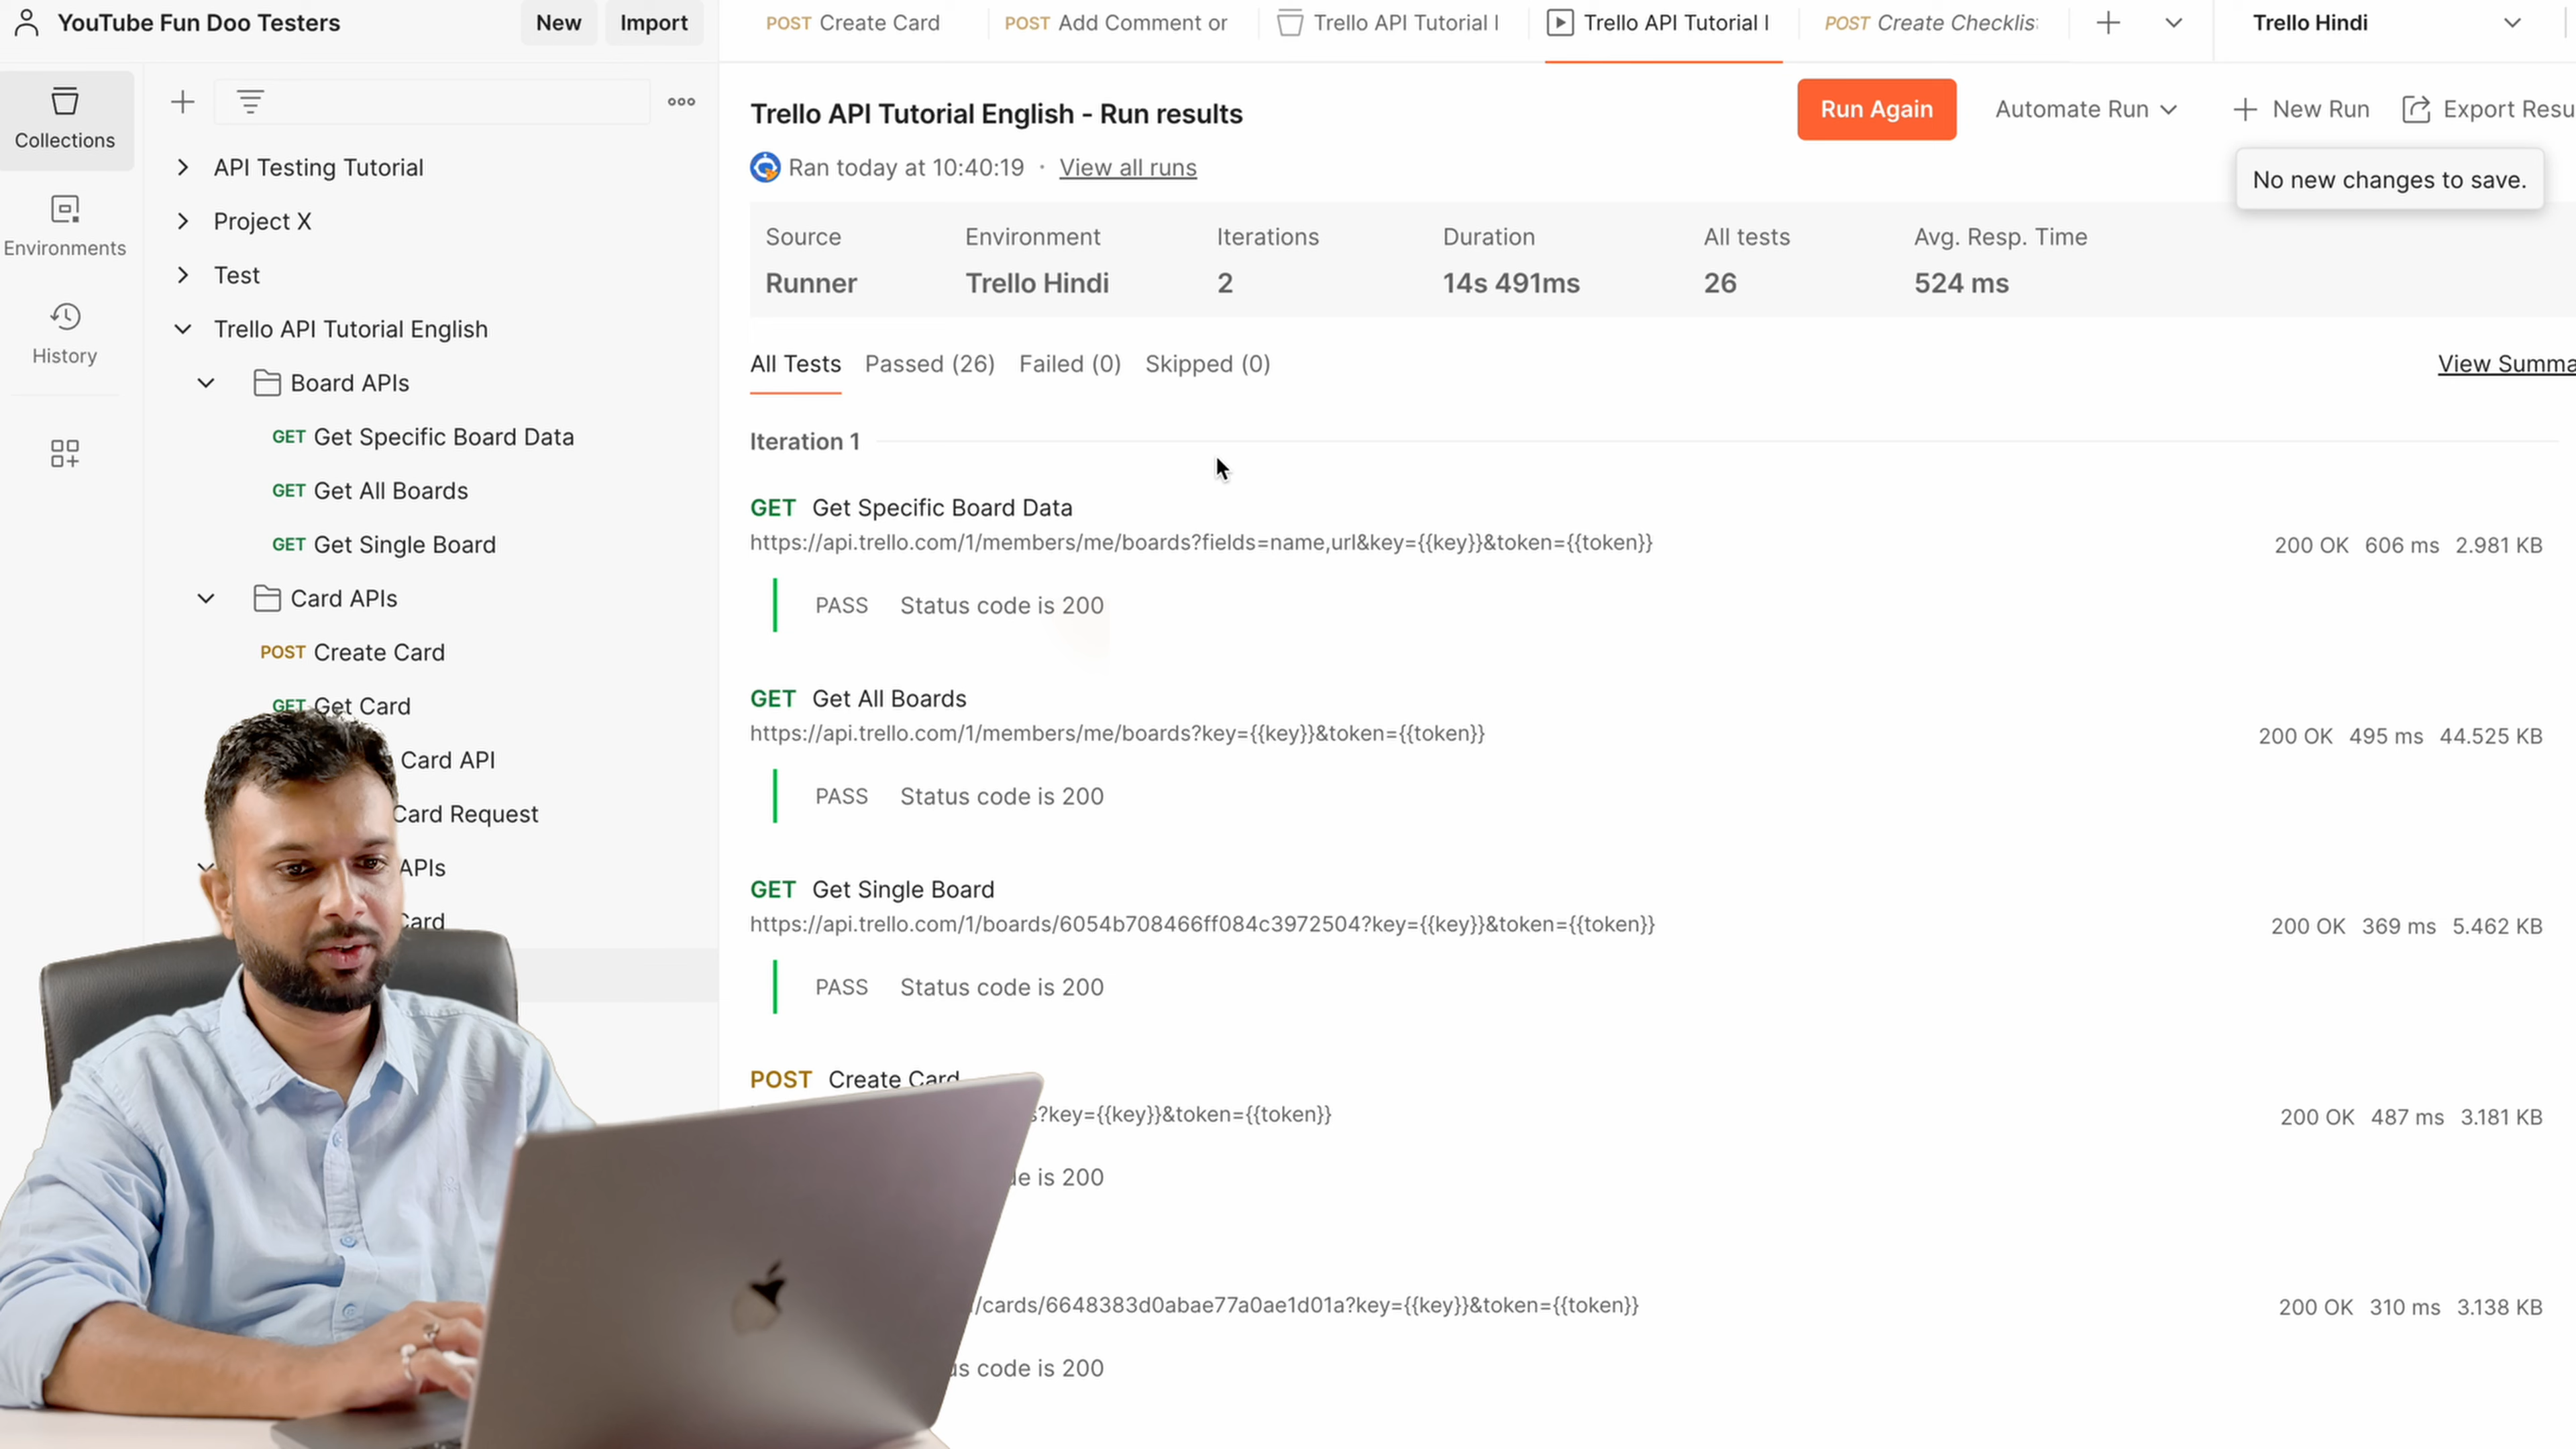 YouTube Fun Doo Testers
New
Import
POST Create Card
POST Add Comment or
Trello API Tutorial
Trello API Tutorial
POST Create Checklis
Trello Hindi
Collections
Environments
History
API Testing Tutorial
Project X
Test
Trello API Tutorial English
Board APIs
GET Get Specific Board Data
GET Get All Boards
GET Get Single Board
Card APIs
POST Create Card
GET Get Card
Card API
Card Request
APIs
Card
Trello API Tutorial English - Run results
Run Again
Automate Run
New Run
Export Resu
Ran today at 10:40:19 · View all runs
No new changes to save.
Source Environment Iterations Duration All tests Avg. Resp. Time
Runner Trello Hindi 2 14s 491ms 26 524 ms
All Tests Passed (26) Failed (0) Skipped (0)
View Summa
Iteration 1
GET Get Specific Board Data
https://api.trello.com/1/members/me/boards?fields=name,url&key={{key}}&token={{token}}
200 OK 606 ms 2.981 KB
PASS Status code is 200
GET Get All Boards
https://api.trello.com/1/members/me/boards?key={{key}}&token={{token}}
200 OK 495 ms 44.525 KB
PASS Status code is 200
GET Get Single Board
https://api.trello.com/1/boards/6054b708466ff084c3972504?key={{key}}&token={{token}}
200 OK 369 ms 5.462 KB
PASS Status code is 200
POST Create Card
s?key={{key}}&token={{token}}
200 OK 487 ms 3.181 KB
de is 200
/cards/6648383d0abae77a0ae1d01a?key={{key}}&token={{token}}
200 OK 310 ms 3.138 KB
us code is 200